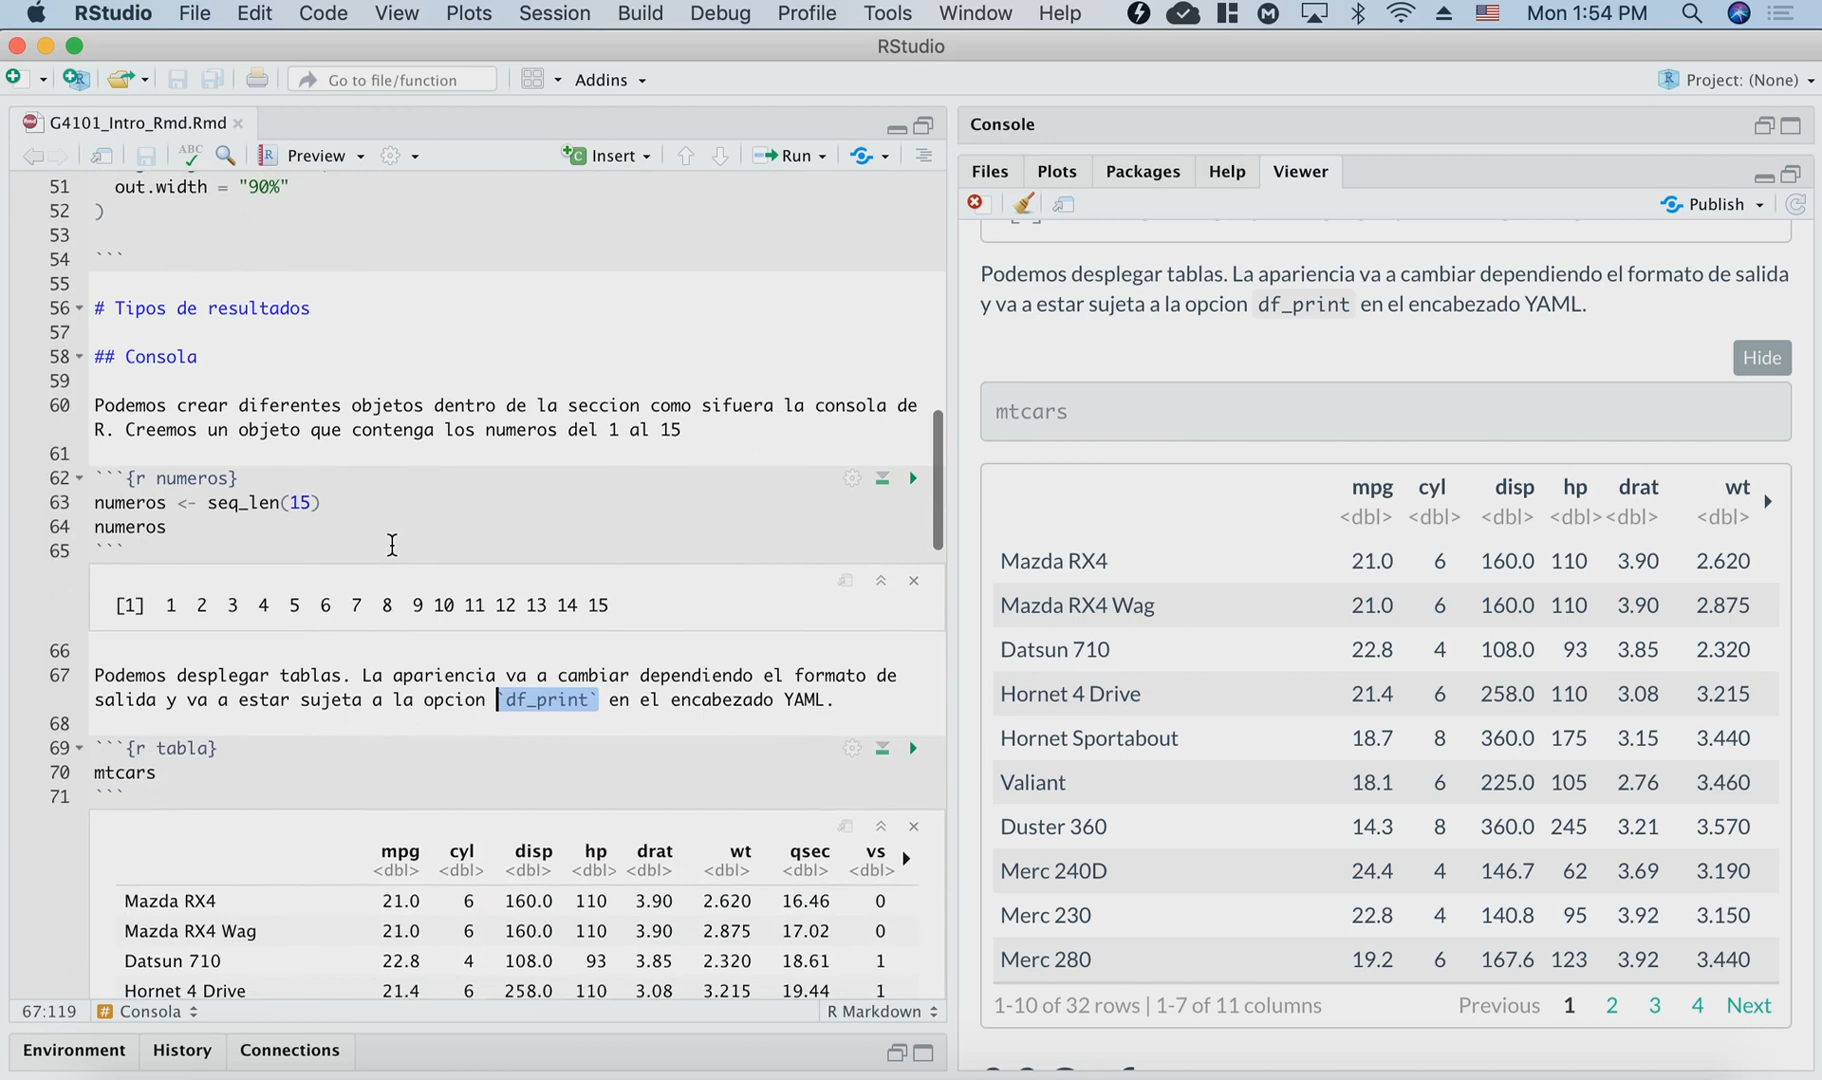 RStudio File Edit Code View Plots Session Build Debug Profile Tools Window Help Mon 1:54 PM
RStudio
Go to file/function Addins Project: (None)
G4101_Intro_Rmd.Rmd
ABC Preview Insert Run
51 out.width = "90%"
52 )
53
54 ```
55
56 # Tipos de resultados
57
58 ## Consola
59
60 Podemos crear diferentes objetos dentro de la seccion como sifuera la consola de
R. Creemos un objeto que contenga los numeros del 1 al 15
61
62 ```{r numeros}
63 numeros <- seq_len(15)
64 numeros
65 ```
[1] 1 2 3 4 5 6 7 8 9 10 11 12 13 14 15
66
67 Podemos desplegar tablas. La apariencia va a cambiar dependiendo el formato de
salida y va a estar sujeta a la opcion `df_print` en el encabezado YAML.
68
69 ```{r tabla}
70 mtcars
71 ```
mpg cyl disp hp drat wt qsec vs
<dbl> <dbl> <dbl> <dbl> <dbl> <dbl> <dbl> <dbl>
Mazda RX4 21.0 6 160.0 110 3.90 2.620 16.46 0
Mazda RX4 Wag 21.0 6 160.0 110 3.90 2.875 17.02 0
Datsun 710 22.8 4 108.0 93 3.85 2.320 18.61 1
Hornet 4 Drive 21.4 6 258.0 110 3.08 3.215 19.44 1
67:119 # Consola R Markdown
Environment History Connections
Console
Files Plots Packages Help Viewer
Publish
Podemos desplegar tablas. La apariencia va a cambiar dependiendo el formato de salida
y va a estar sujeta a la opcion df_print en el encabezado YAML.
Hide
mtcars
mpg cyl disp hp drat wt
<dbl> <dbl> <dbl> <dbl> <dbl> <dbl>
Mazda RX4 21.0 6 160.0 110 3.90 2.620
Mazda RX4 Wag 21.0 6 160.0 110 3.90 2.875
Datsun 710 22.8 4 108.0 93 3.85 2.320
Hornet 4 Drive 21.4 6 258.0 110 3.08 3.215
Hornet Sportabout 18.7 8 360.0 175 3.15 3.440
Valiant 18.1 6 225.0 105 2.76 3.460
Duster 360 14.3 8 360.0 245 3.21 3.570
Merc 240D 24.4 4 146.7 62 3.69 3.190
Merc 230 22.8 4 140.8 95 3.92 3.150
Merc 280 19.2 6 167.6 123 3.92 3.440
1-10 of 32 rows | 1-7 of 11 columns Previous 1 2 3 4 Next